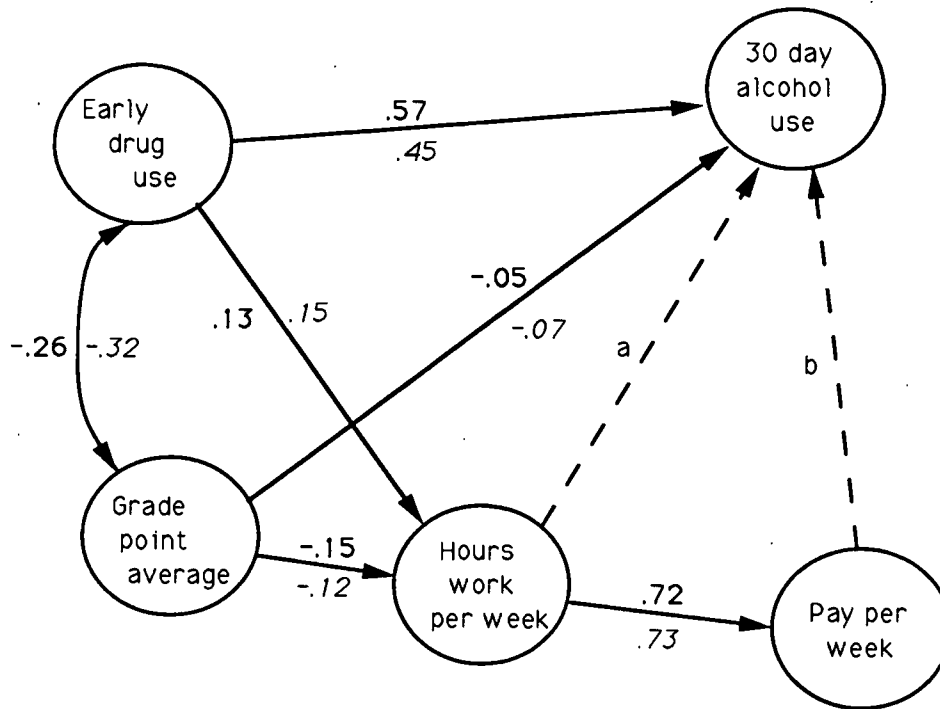 Early
drug
use
30 day
alcohol
use
.57
.45
-.05
-.07
.13
.15
-.26
-.32
a
b
Grade
point
average
-.15
-.12
Hours
work
per week
.72
.73
Pay per
week